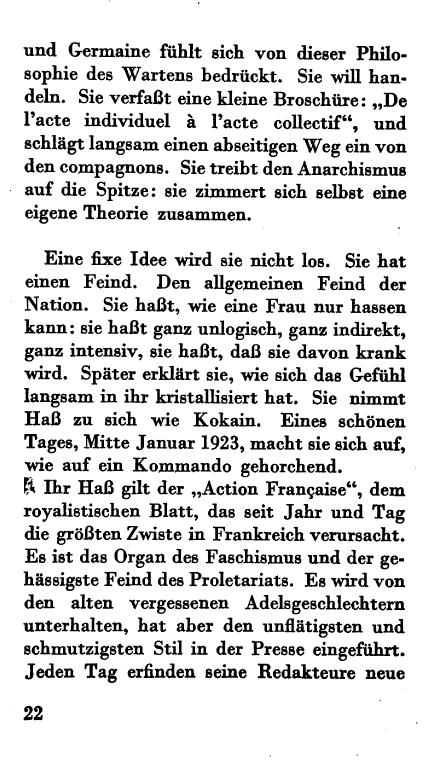 und Germaine fühlt sich von dieser Philo-
sophie des Wartens bedrückt. Sie will han-
deln. Sie verfaßt eine kleine Broschüre: „De
l'acte individuel à l'acte collectif“, und
schlägt langsam einen abseitigen Weg ein von
den compagnons. Sie treibt den Anarchismus
auf die Spitze: sie zimmert sich selbst eine
eigene Theorie zusammen.
Eine fixe Idee wird sie nicht los. Sie hat
einen Feind. Den allgemeinen Feind der
Nation. Sie haßt, wie eine Frau nur hassen
kann: sie haßt ganz unlogisch, ganz indirekt,
ganz intensiv, sie haßt, daß sie davon krank
wird. Später erklärt sie, wie sich das Gefühl
langsam in ihr kristallisiert hat. Sie nimmt
Haß zu sich wie Kokain. Eines schönen
Tages, Mitte Januar 1923, macht sie sich auf,
wie auf ein Kommando gehorchend.
Ihr Haß gilt der „Action Française“, dem
royalistischen Blatt, das seit Jahr und Tag
die größten Zwiste in Frankreich verursacht.
Es ist das Organ des Faschismus und der ge-
hässigste Feind des Proletariats. Es wird von
den alten vergessenen Adelsgeschlechtern
unterhalten, hat aber den unflätigsten und
schmutzigsten Stil in der Presse eingeführt.
Jeden Tag erfinden seine Redakteure neue
22